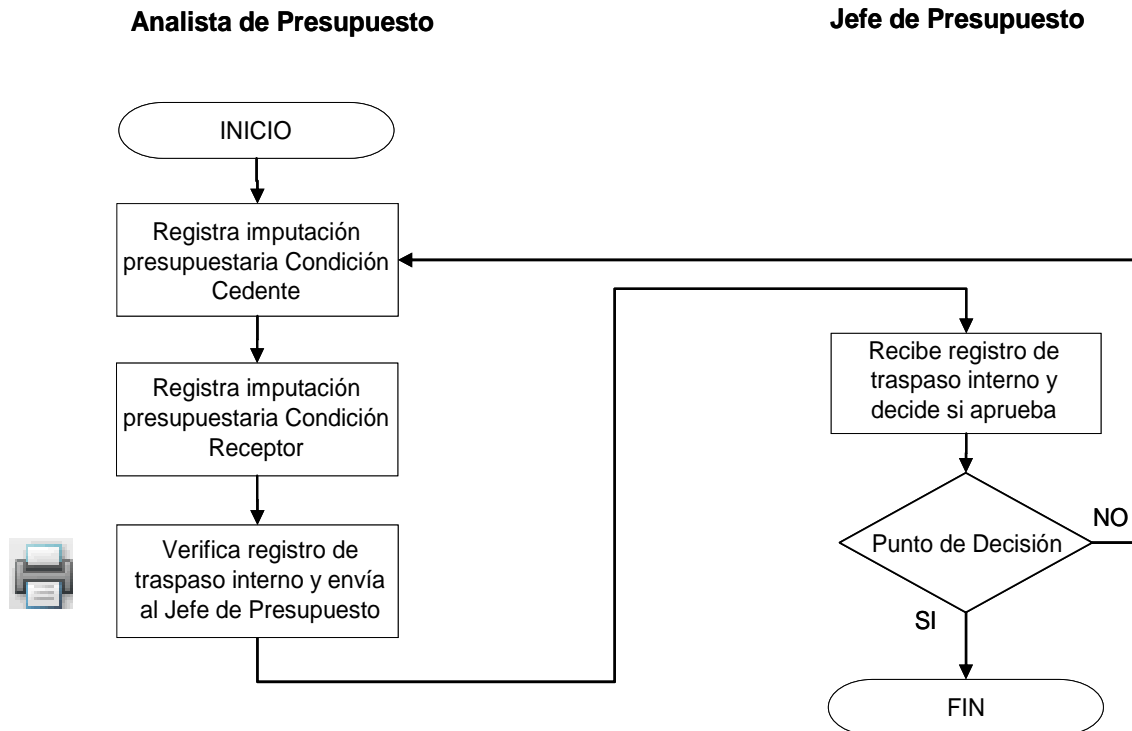 Analista de Presupuesto
Jefe de Presupuesto
INICIO
Registra imputación
presupuestaria Condición
Cedente
Registra imputación
presupuestaria Condición
Receptor
Verifica registro de
traspaso interno y envía
al Jefe de Presupuesto
Recibe registro de
traspaso interno y
decide si aprueba
Punto de Decisión
NO
SI
FIN